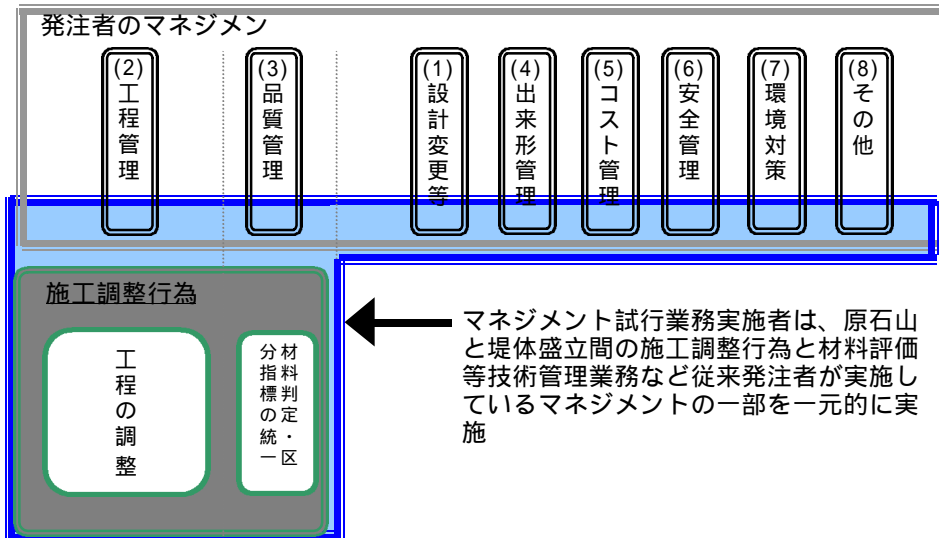 発注者のマネジメン
(2)工程管理
(3)品質管理
(1)設計変更等
(4)出来形管理
(5)コスト管理
(6)安全管理
(7)環境対策
(8)その他
施工調整行為
工程の調整
材料判定・区
分指標の統一
マネジメント試行業務実施者は、原石山
と堤体盛立間の施工調整行為と材料評価
等技術管理業務など従来発注者が実施し
ているマネジメントの一部を一元的に実
施